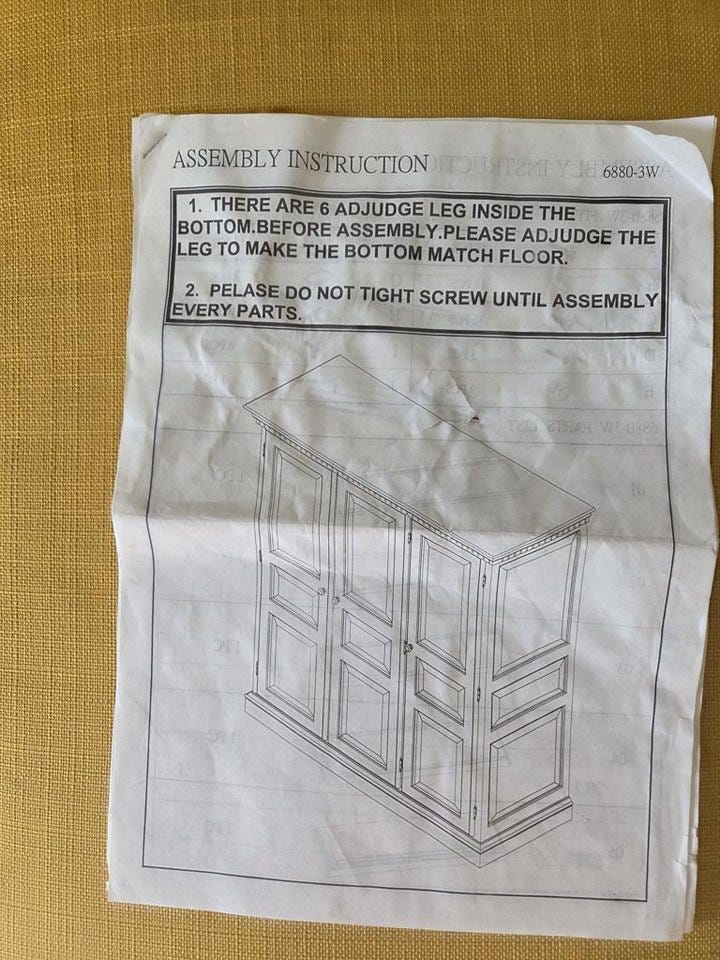 ASSEMBLY INSTRUCTION
6880-3W
1. THERE ARE 6 ADJUDGE LEG INSIDE THE
BOTTOM.BEFORE ASSEMBLY.PLEASE ADJUDGE THE
LEG TO MAKE THE BOTTOM MATCH FLOOR.
2. PELASE DO NOT TIGHT SCREW UNTIL ASSEMBLY
EVERY PARTS.